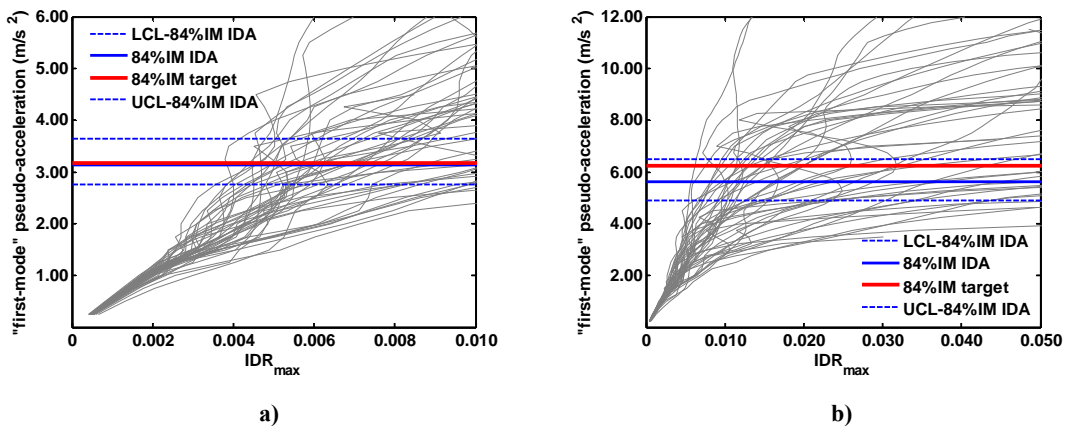 "first-mode" pseudo-acceleration (m/s²)
6.00
5.00
4.00
3.00
2.00
1.00
LCL-84%IM IDA
84%IM IDA
84%IM target
UCL-84%IM IDA
0 0.002 0.004 0.006 0.008 0.010
IDRmax
a)
"first-mode" pseudo-acceleration (m/s²)
12.00
10.00
8.00
6.00
4.00
2.00
LCL-84%IM IDA
84%IM IDA
84%IM target
UCL-84%IM IDA
0 0.010 0.020 0.030 0.040 0.050
IDRmax
b)